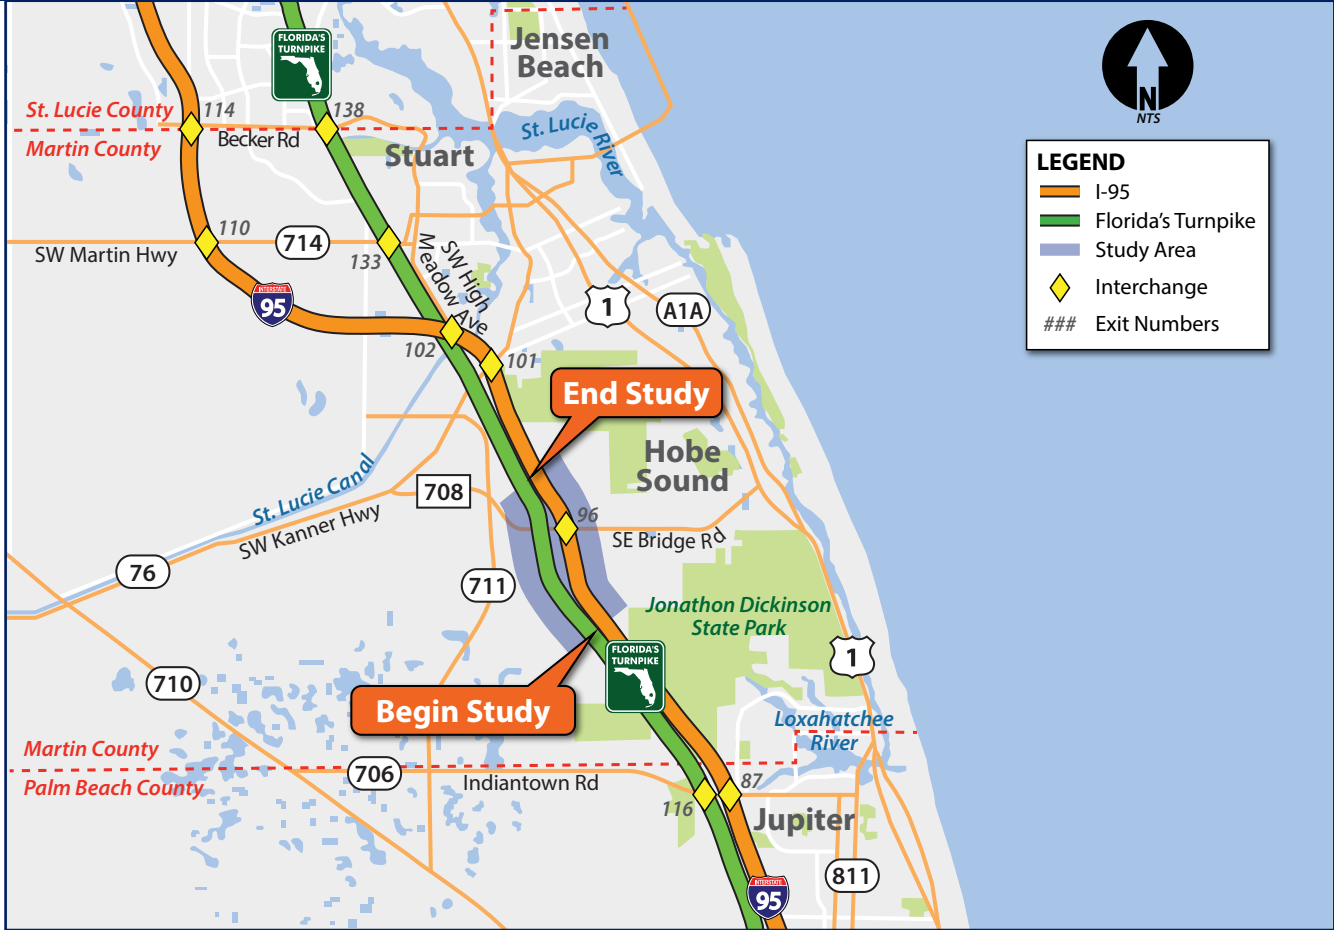 FLORIDA'S
TURNPIKE
Jensen
Beach
N
NTS
St. Lucie County
114
138
St. Lucie River
Becker Rd
Martin County
Stuart
LEGEND
I-95
Florida's Turnpike
Study Area
Interchange
### Exit Numbers
110
714
SW Martin Hwy
133
SW High
Meadow Ave
INTERSTATE
95
1
A1A
102
101
End Study
Hobe
Sound
St. Lucie Canal
708
SW Kanner Hwy
96
SE Bridge Rd
76
711
Jonathon Dickinson
State Park
FLORIDA'S
TURNPIKE
1
710
Begin Study
Loxahatchee
River
Martin County
706
Palm Beach County
Indiantown Rd
87
116
Jupiter
811
INTERSTATE
95